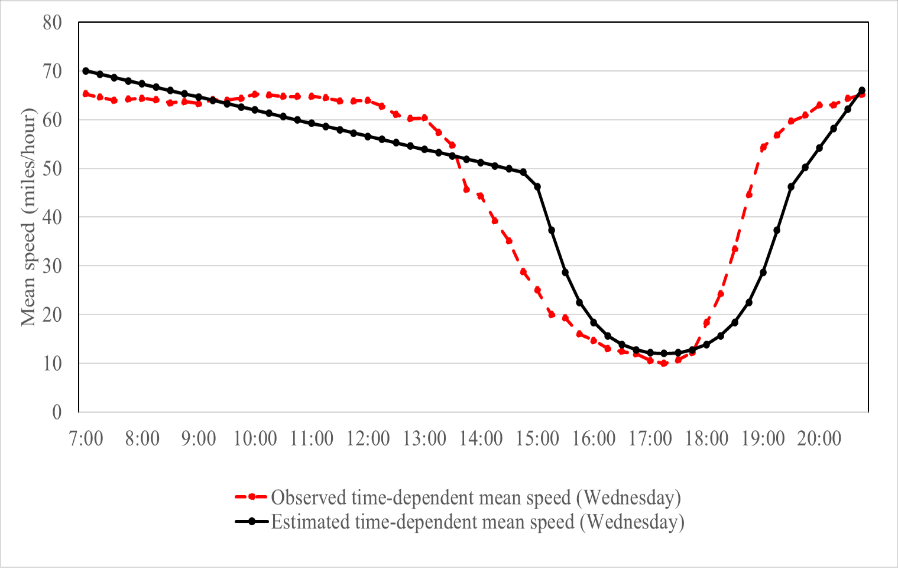 80
70
60
50
40
30
20
10
0
Mean speed (miles/hour)
7:00 8:00 9:00 10:00 11:00 12:00 13:00 14:00 15:00 16:00 17:00 18:00 19:00 20:00
Observed time-dependent mean speed (Wednesday)
Estimated time-dependent mean speed (Wednesday)